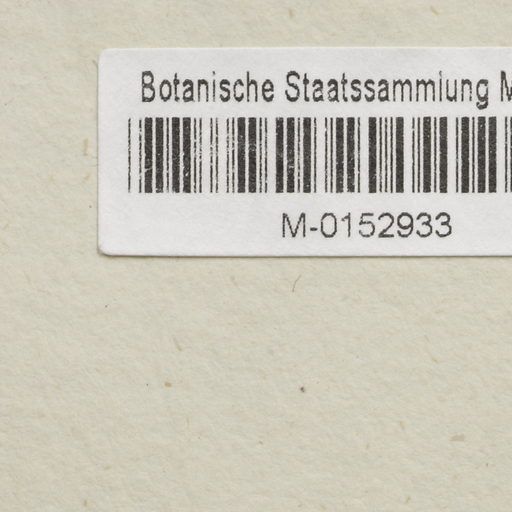 Botanische Staatssammlung M
M-0152933